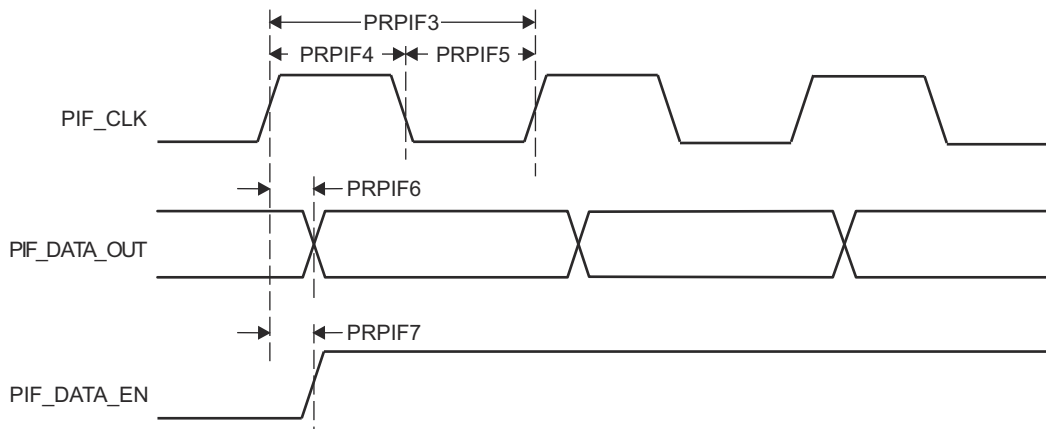 PRPIF3
PRPIF4 PRPIF5
PIF_CLK
PRPIF6
PIF_DATA_OUT
PRPIF7
PIF_DATA_EN